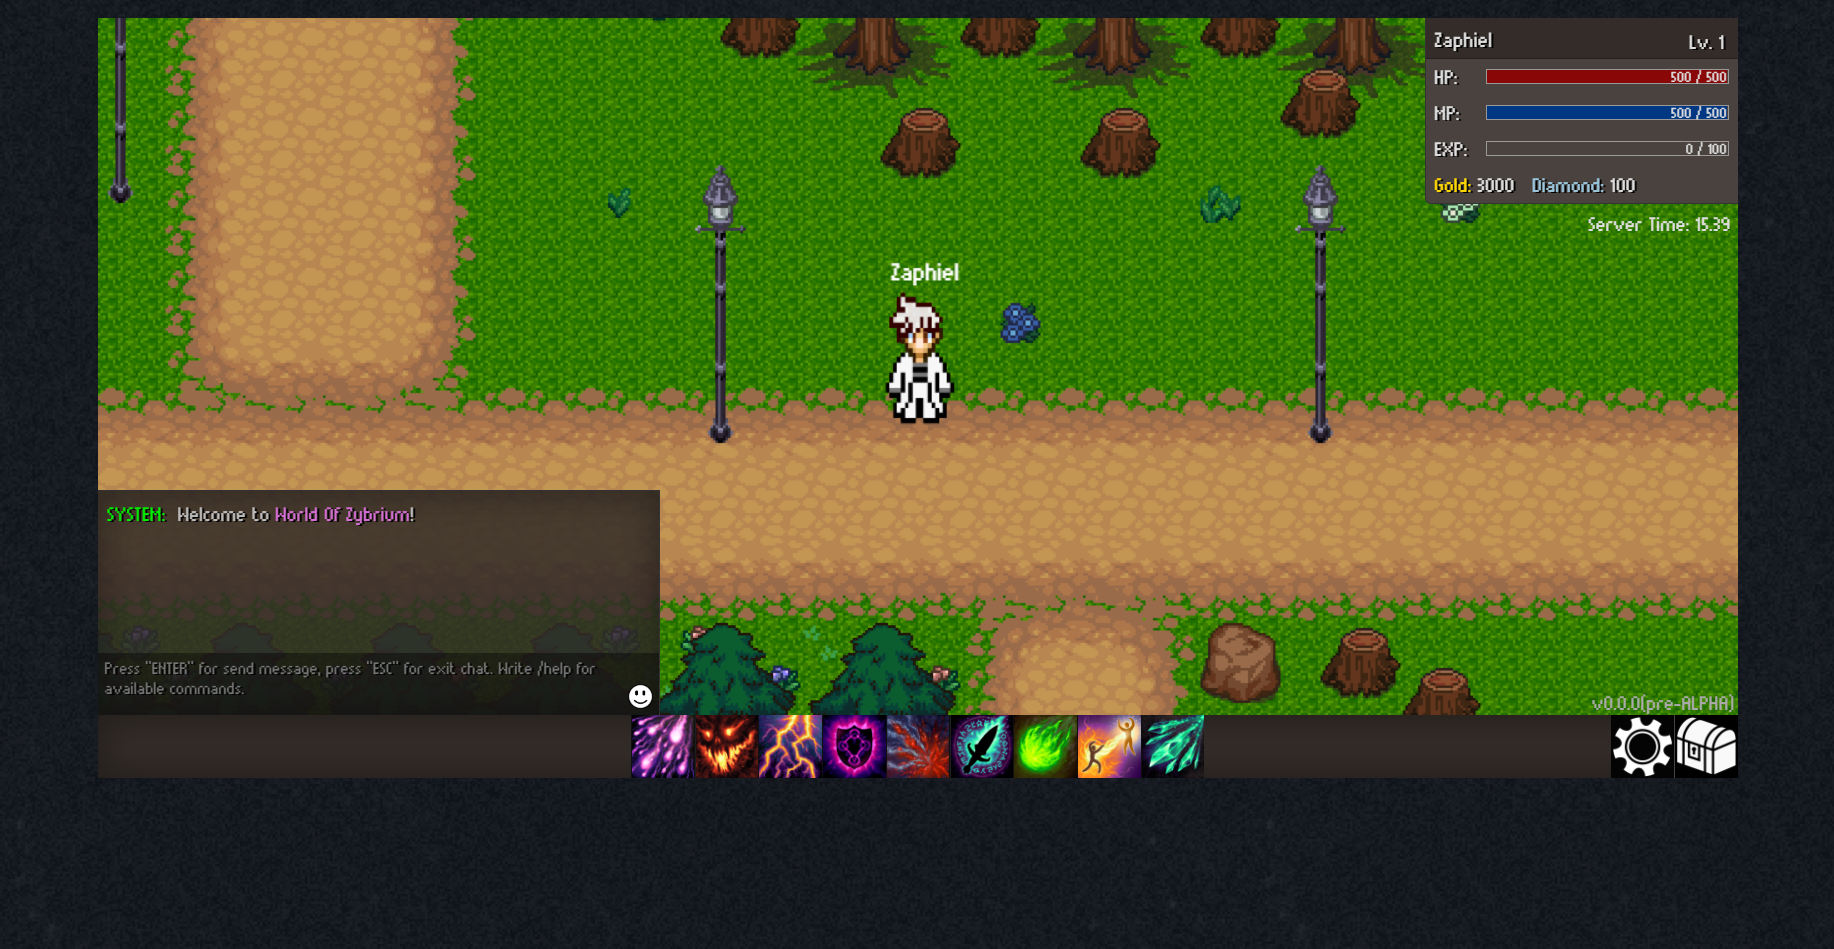 Zaphiel Lv. 1
HP: 500 / 500
MP: 500 / 500
EXP: 0 / 100
Gold: 3000 Diamond: 100
Server Time: 15.39
Zaphiel
SYSTEM: Welcome to World Of Zybrium!
Press "ENTER" for send message, press "ESC" for exit chat. Write /help for
available commands.
v0.0.0(pre-ALPHA)